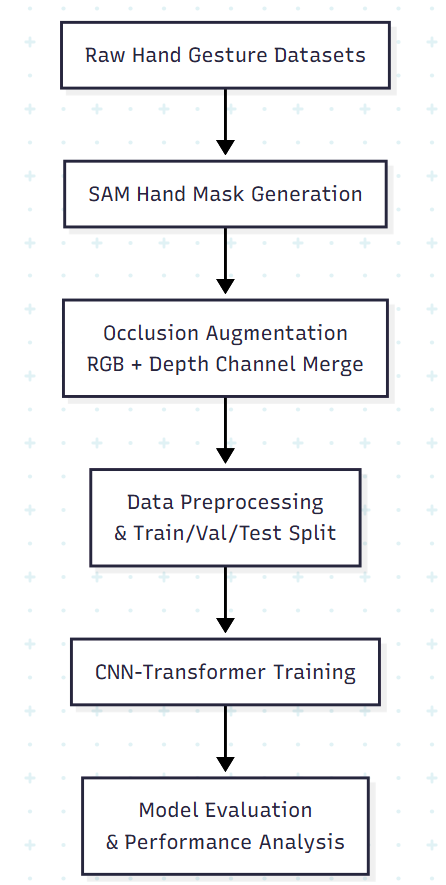 Raw Hand Gesture Datasets
SAM Hand Mask Generation
Occlusion Augmentation
RGB + Depth Channel Merge
Data Preprocessing
& Train/Val/Test Split
CNN-Transformer Training
Model Evaluation
& Performance Analysis